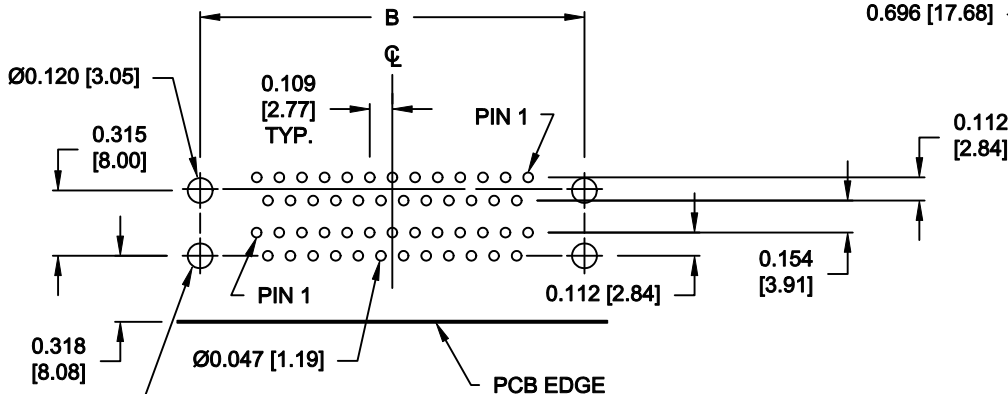 B
0.696 [17.68]
℄
Ø0.120 [3.05]
0.109
[2.77]
TYP.
PIN 1
0.112
[2.84]
0.315
[8.00]
0.154
[3.91]
PIN 1
0.112 [2.84]
0.318
[8.08]
Ø0.047 [1.19]
PCB EDGE